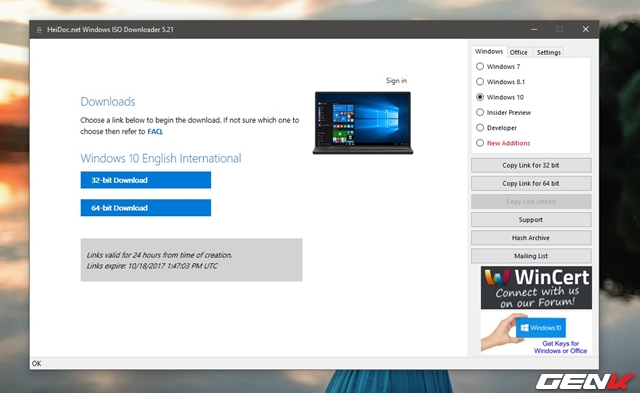 HeiDoc.net Windows ISO Downloader 5.21
Sign in
Downloads
Choose a link below to begin the download. If not sure which one to
choose then refer to FAQ.
Windows 10 English International
32-bit Download
64-bit Download
Links valid for 24 hours from time of creation.
Links expire: 10/18/2017 1:47:03 PM UTC
Windows Office Settings
Windows 7
Windows 8.1
Windows 10
Insider Preview
Developer
New Additions
Copy Link for 32 bit
Copy Link for 64 bit
Copy Link (other)
Support
Hash Archive
Mailing List
WinCert
Connect with us
on our Forum!
Windows10
Get Keys for
Windows or Office
OK
GENK